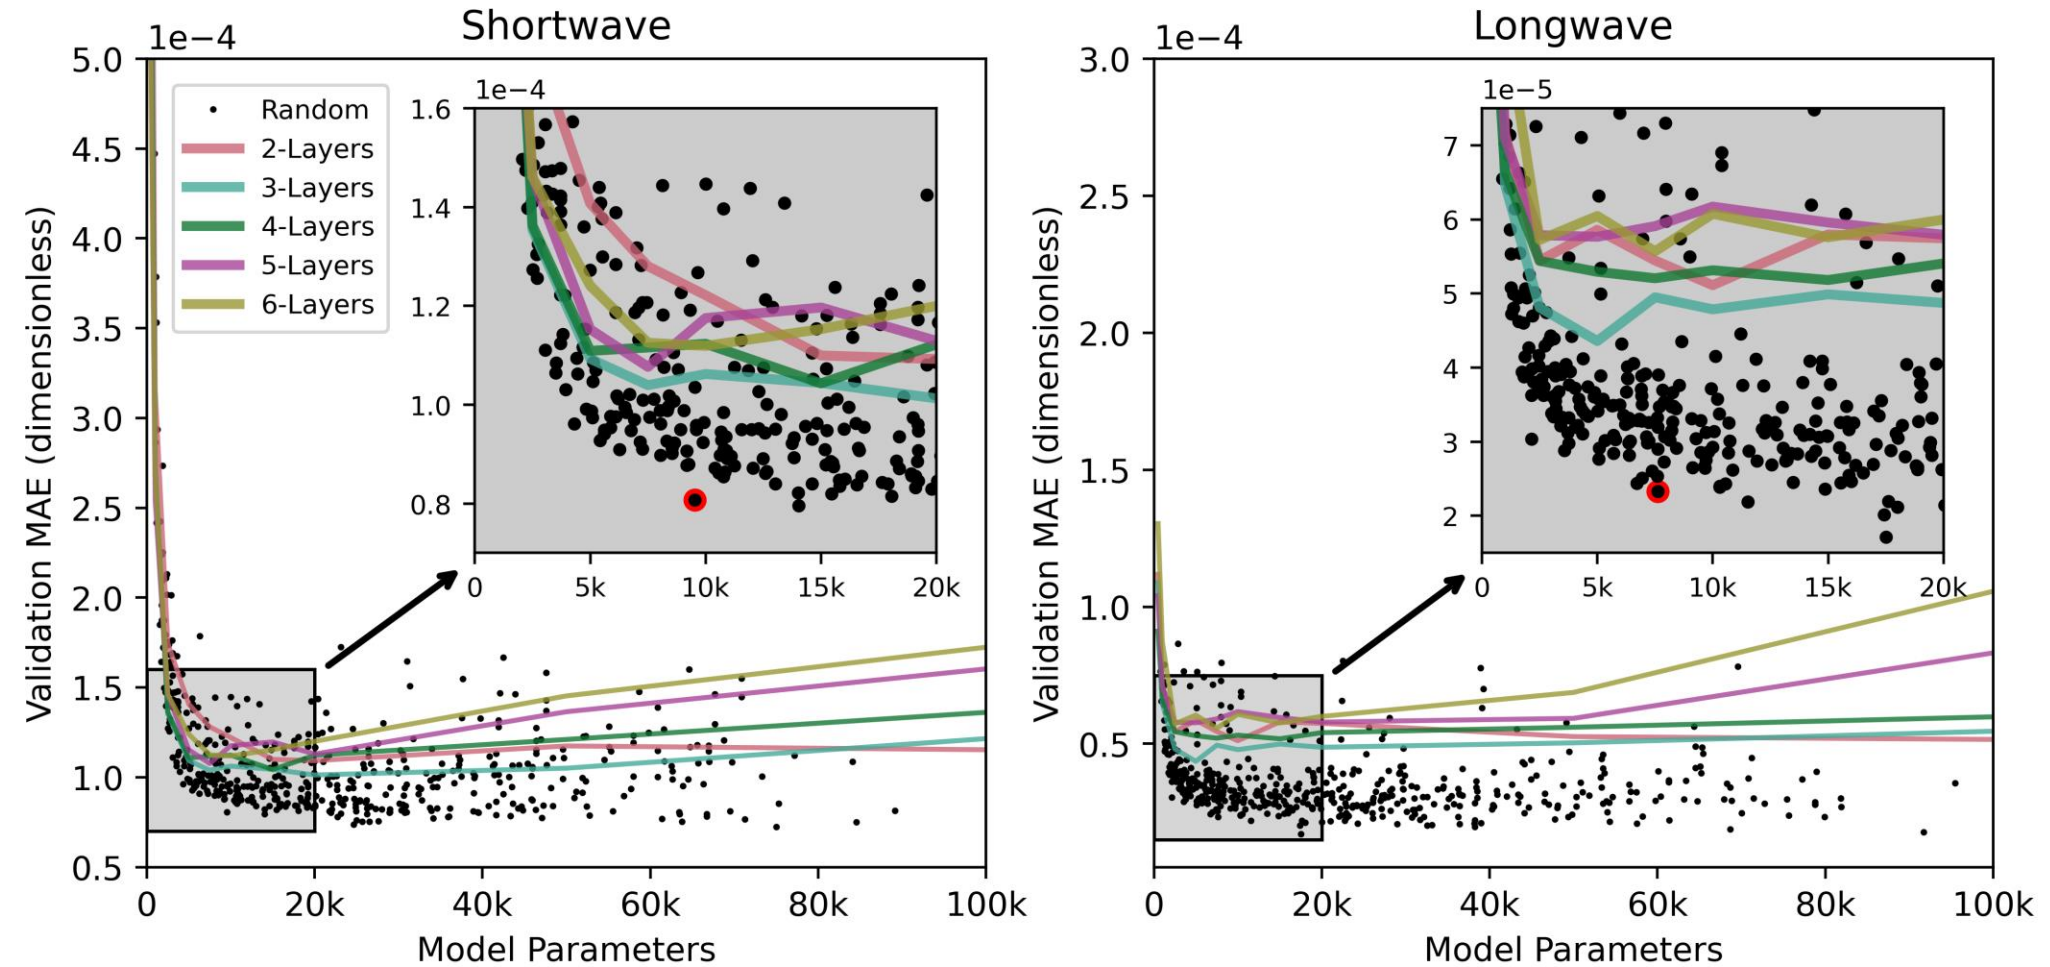 Shortwave
1e−4
Validation MAE (dimensionless)
5.0
4.5
4.0
3.5
3.0
2.5
2.0
1.5
1.0
0.5
Random
2-Layers
3-Layers
4-Layers
5-Layers
6-Layers
1e−4
1.6
1.4
1.2
1.0
0.8
0 5k 10k 15k 20k
0 20k 40k 60k 80k 100k
Model Parameters
Longwave
1e−4
Validation MAE (dimensionless)
3.0
2.5
2.0
1.5
1.0
0.5
1e−5
7
6
5
4
3
2
0 5k 10k 15k 20k
0 20k 40k 60k 80k 100k
Model Parameters